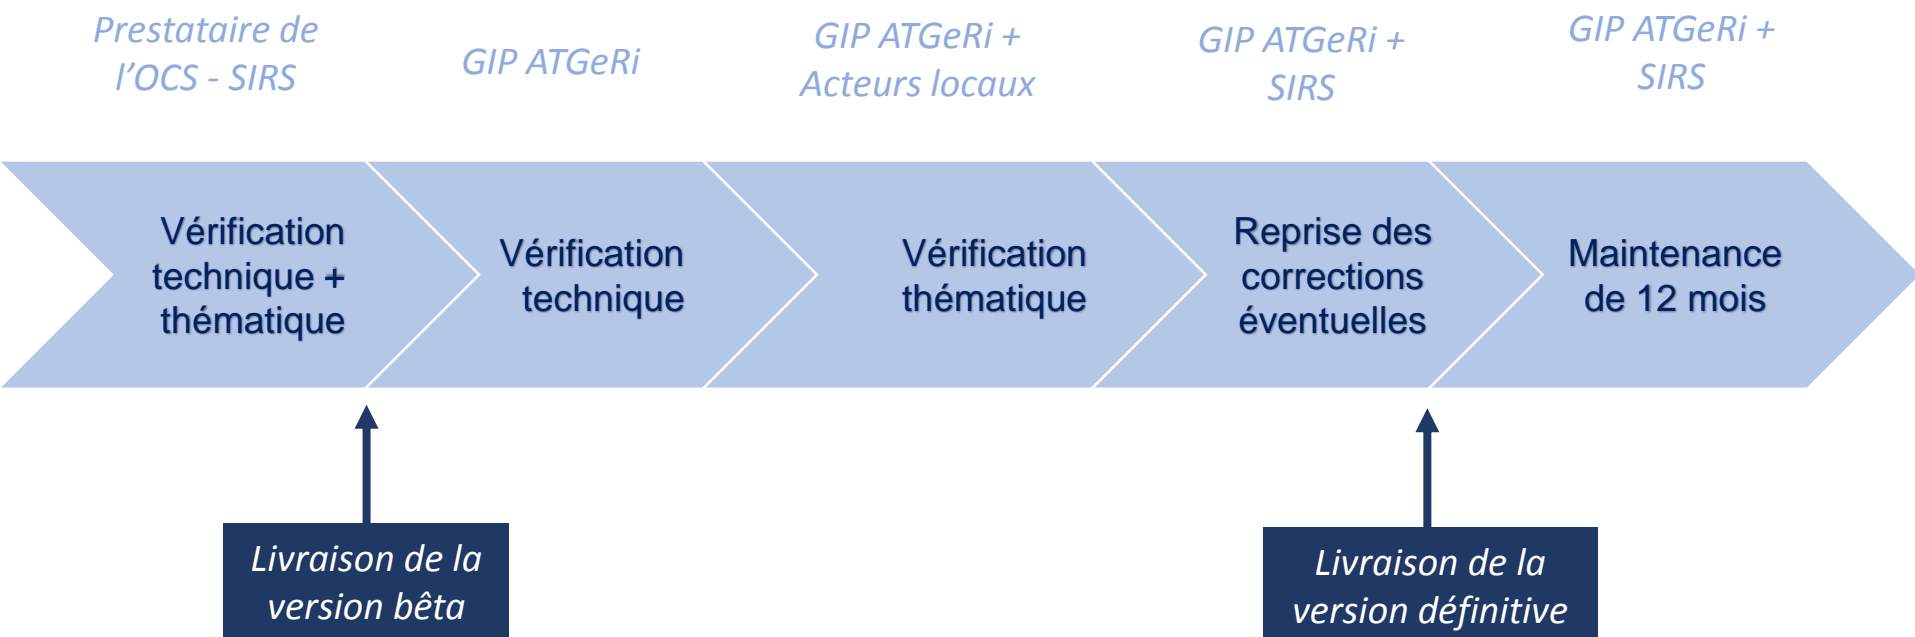 Prestataire de
l'OCS - SIRS
GIP ATGeRi
GIP ATGeRi +
Acteurs locaux
GIP ATGeRi +
SIRS
GIP ATGeRi +
SIRS
Vérification
technique +
thématique
Vérification
technique
Vérification
thématique
Reprise des
corrections
éventuelles
Maintenance
de 12 mois
Livraison de la
version bêta
Livraison de la
version définitive